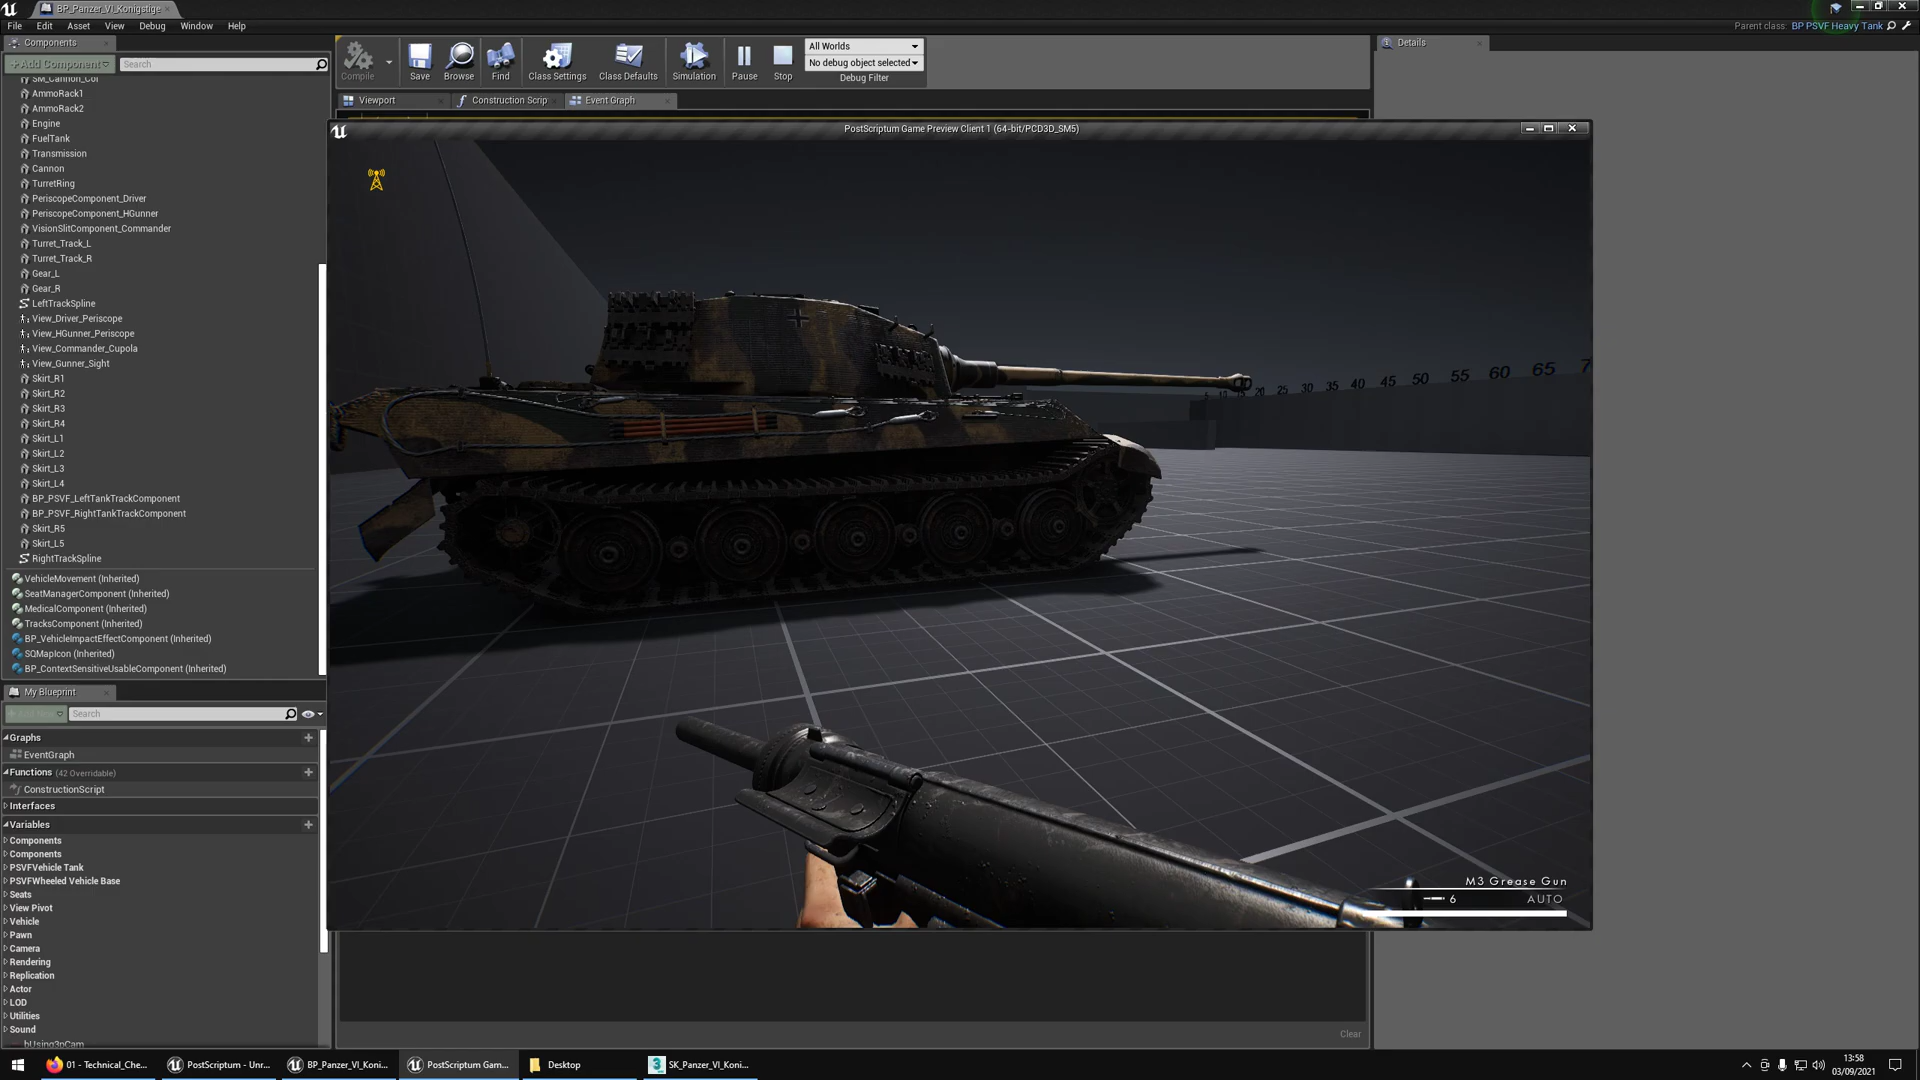 BP_Panzer_VI_Konigstige
File Edit Asset View Debug Window Help
Parent class: BP PSVF Heavy Tank
Components
+Add Component
Search
SM_Cannon_Col
AmmoRack1
AmmoRack2
Engine
FuelTank
Transmission
Cannon
TurretRing
PeriscopeComponent_Driver
PeriscopeComponent_HGunner
VisionSlitComponent_Commander
Turret_Track_L
Turret_Track_R
Gear_L
Gear_R
LeftTrackSpline
View_Driver_Periscope
View_HGunner_Periscope
View_Commander_Cupola
View_Gunner_Sight
Skirt_R1
Skirt_R2
Skirt_R3
Skirt_R4
Skirt_L1
Skirt_L2
Skirt_L3
Skirt_L4
BP_PSVF_LeftTankTrackComponent
BP_PSVF_RightTankTrackComponent
Skirt_R5
Skirt_L5
RightTrackSpline
VehicleMovement (Inherited)
SeatManagerComponent (Inherited)
MedicalComponent (Inherited)
TracksComponent (Inherited)
BP_VehicleImpactEffectComponent (Inherited)
SQMapIcon (Inherited)
BP_ContextSensitiveUsableComponent (Inherited)
My Blueprint
+Add New
Search
Graphs
EventGraph
Functions (42 Overridable)
ConstructionScript
Interfaces
Variables
Components
Components
PSVFVehicle Tank
PSVFWheeled Vehicle Base
Seats
View Pivot
Vehicle
Pawn
Camera
Rendering
Replication
Actor
LOD
Utilities
Sound
bUsing3pCam
Compile
Save
Browse
Find
Class Settings
Class Defaults
Simulation
Pause
Stop
All Worlds
No debug object selected
Debug Filter
Viewport
Construction Scrip
Event Graph
Details
PostScriptum Game Preview Client 1 (64-bit/PCD3D_SM5)
5 10 15 20 25 30 35 40 45 50 55 60 65 7
M3 Grease Gun
6 AUTO
Clear
01 - Technical_Che...
PostScriptum - Unr...
BP_Panzer_VI_Koni...
PostScriptum Gam...
Desktop
SK_Panzer_VI_Koni...
13:58
03/09/2021